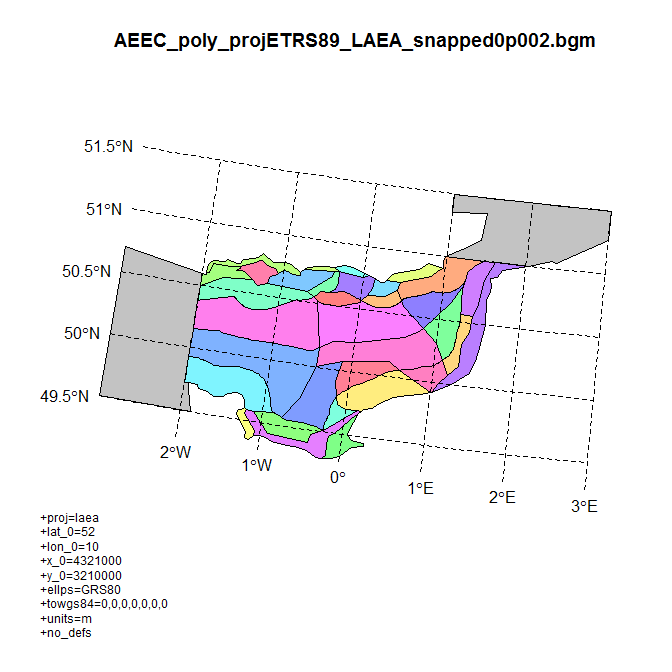 AEEC_poly_projETRS89_LAEA_snapped0p002.bgm
51.5°N
51°N
50.5°N
50°N
49.5°N
2°W
1°W
0°
1°E
2°E
3°E
+proj=laea
+lat_0=52
+lon_0=10
+x_0=4321000
+y_0=3210000
+ellps=GRS80
+towgs84=0,0,0,0,0,0,0
+units=m
+no_defs